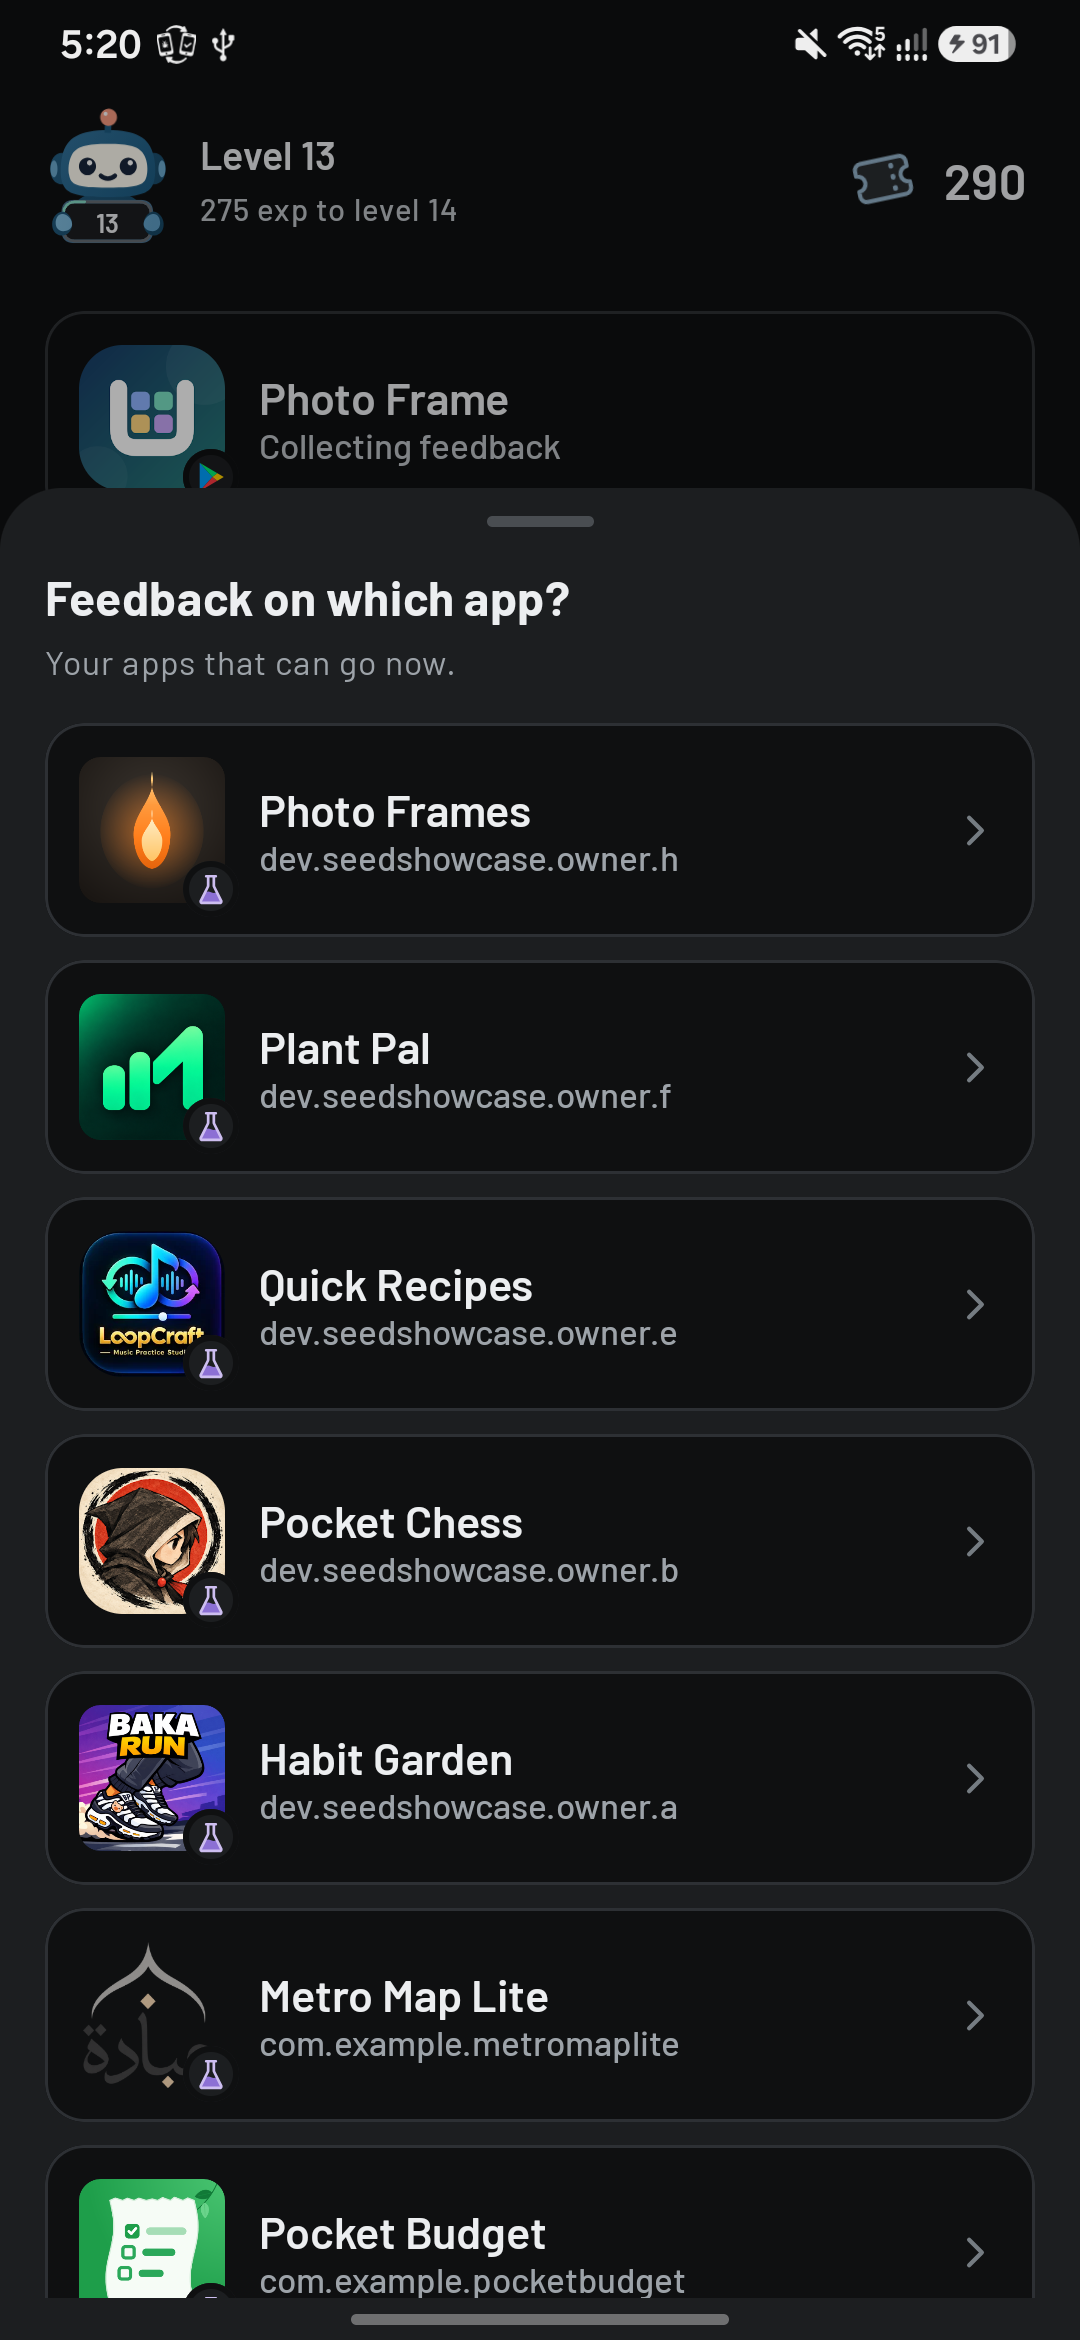 5:20
5
91
Level 13
275 exp to level 14
13
290
Photo Frame
Collecting feedback
Feedback on which app?
Your apps that can go now.
Photo Frames
dev.seedshowcase.owner.h
Plant Pal
dev.seedshowcase.owner.f
LoopCraft
Quick Recipes
dev.seedshowcase.owner.e
Music Practice
Pocket Chess
dev.seedshowcase.owner.b
BAKA
RUN
Habit Garden
dev.seedshowcase.owner.a
Metro Map Lite
com.example.metromaplite
Pocket Budget
com.example.pocketbudget